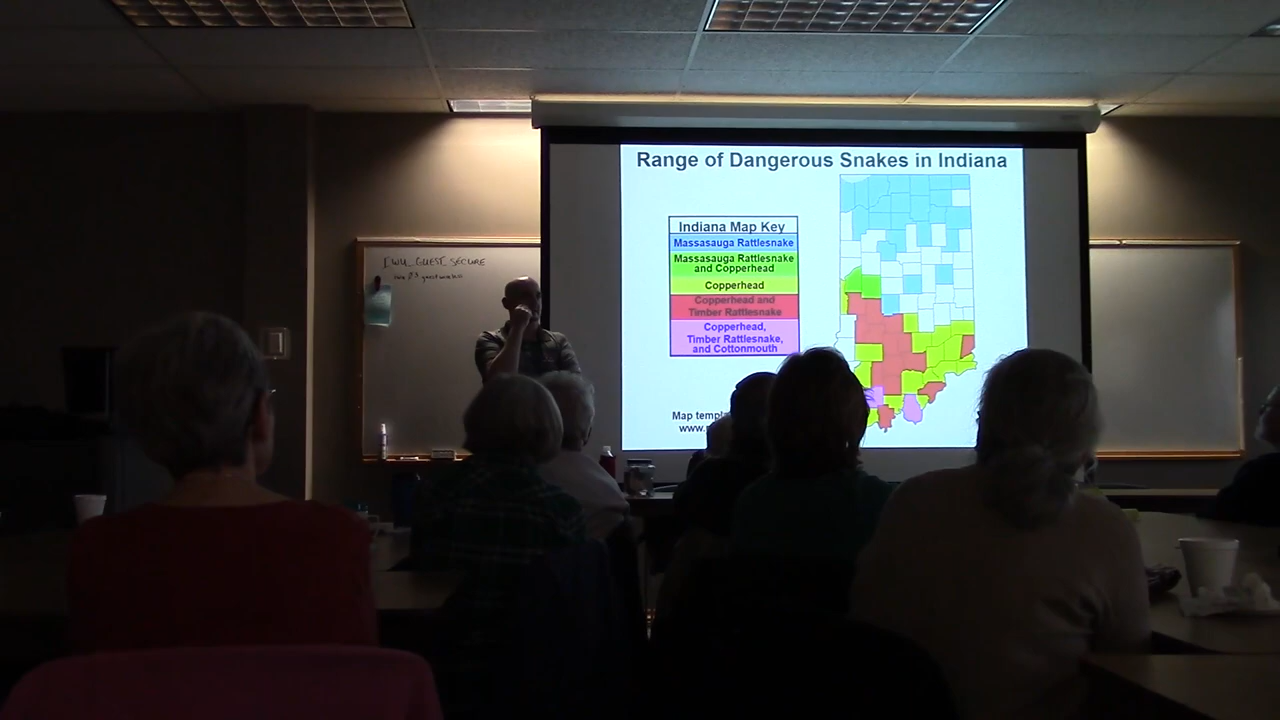 Range of Dangerous Snakes in Indiana
Indiana Map Key
Massasauga Rattlesnake
Massasauga Rattlesnake
and Copperhead
Copperhead
Copperhead and
Timber Rattlesnake
Copperhead,
Timber Rattlesnake,
and Cottonmouth
Map
www.
IWU_GUEST_SECURE